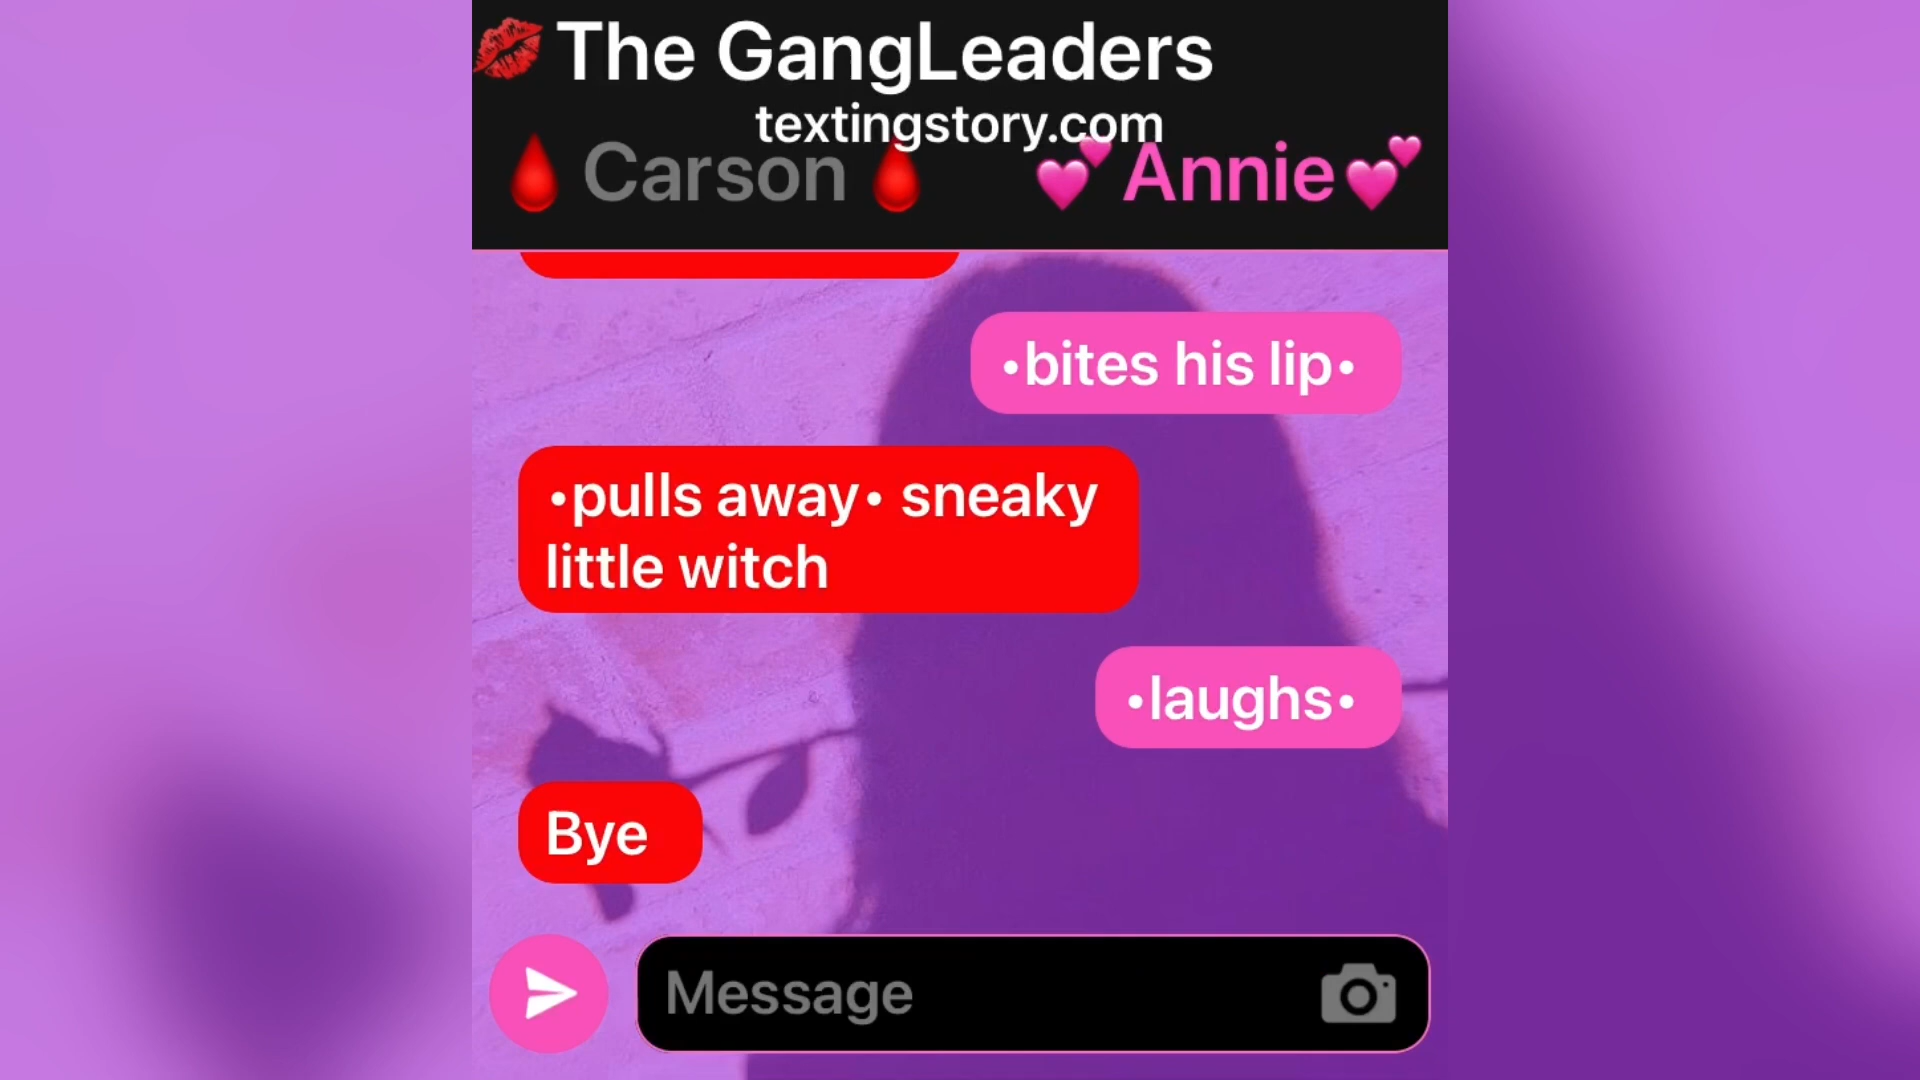 💋The GangLeaders
textingstory.com
🩸Carson🩸
💕Annie💕
•bites his lip•
•pulls away• sneaky
little witch
•laughs•
Bye
Message